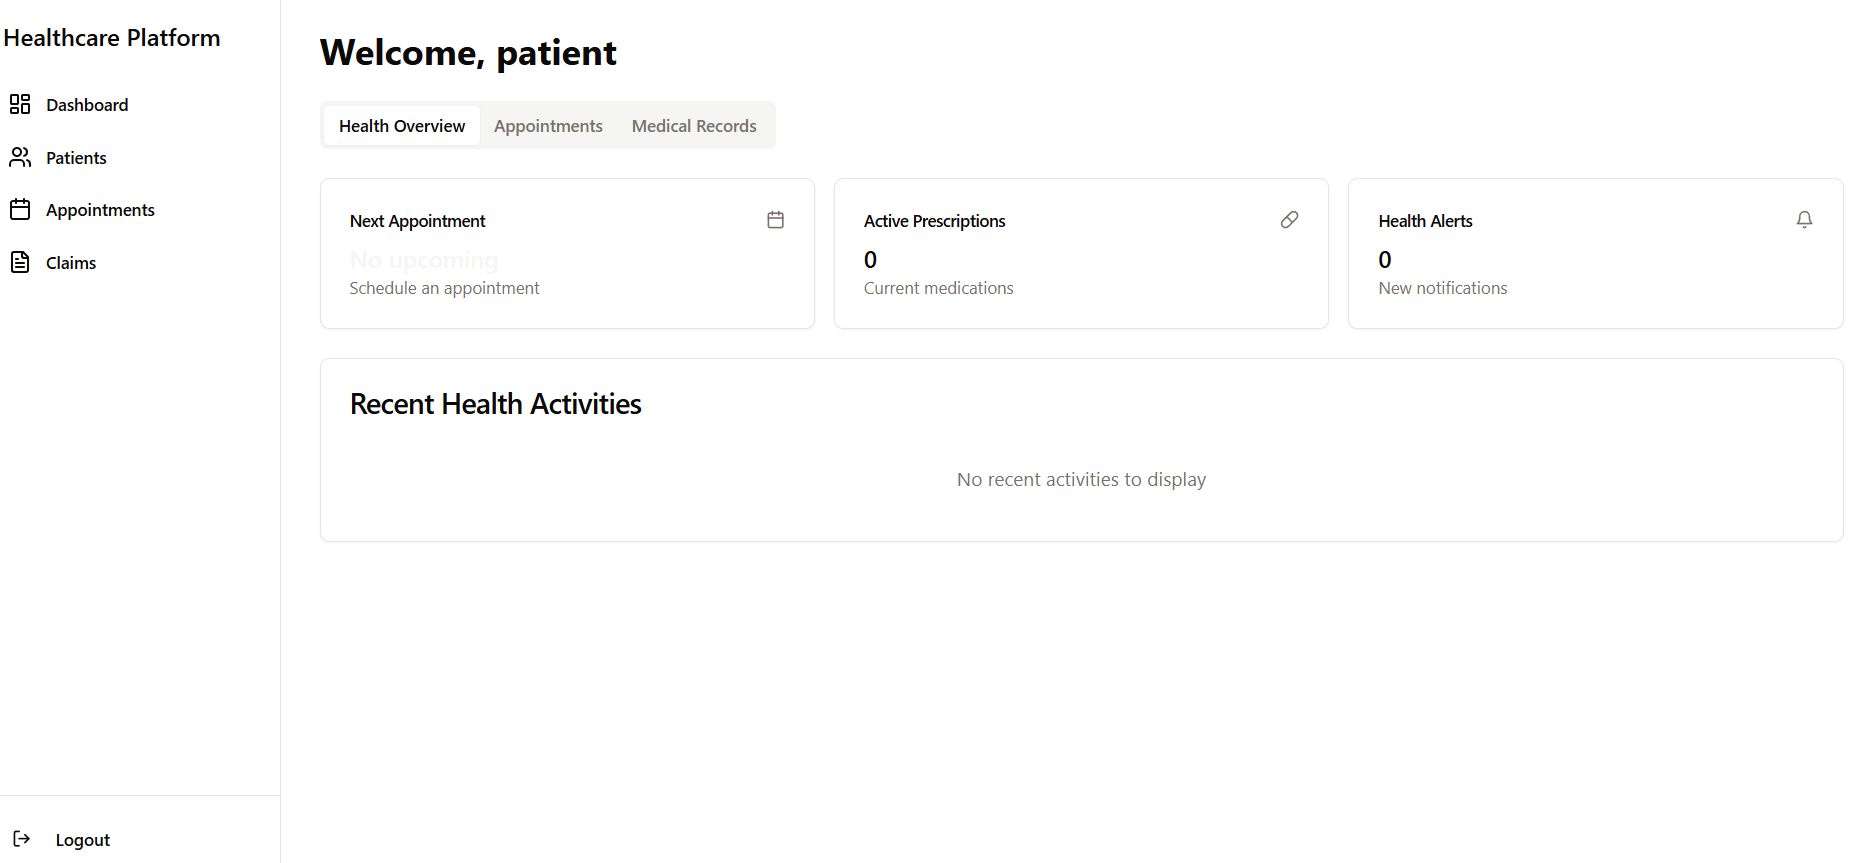 Healthcare Platform
Dashboard
Patients
Appointments
Claims
Logout
Welcome, patient
Health Overview
Appointments
Medical Records
Next Appointment
No upcoming
Schedule an appointment
Active Prescriptions
0
Current medications
Health Alerts
0
New notifications
Recent Health Activities
No recent activities to display